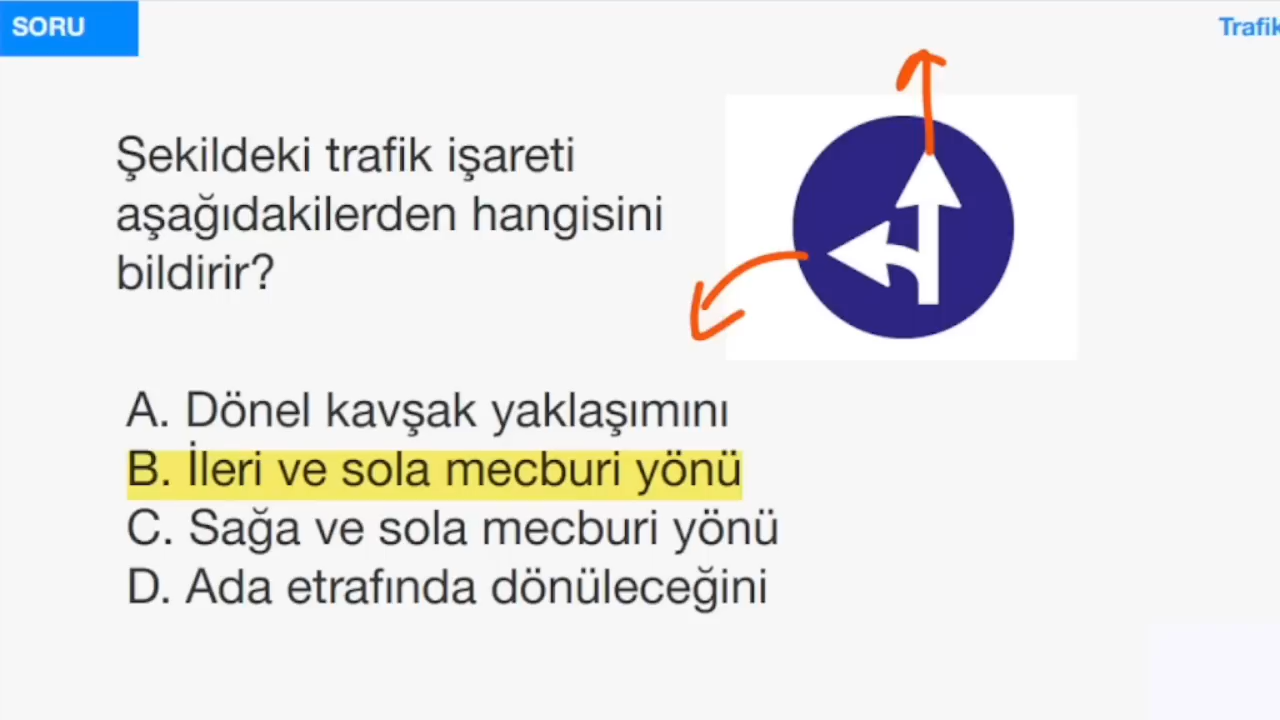 SORU
Trafik
Şekildeki trafik işareti
aşağıdakilerden hangisini
bildirir?
A. Dönel kavşak yaklaşımını
B. İleri ve sola mecburi yönü
C. Sağa ve sola mecburi yönü
D. Ada etrafında dönüleceğini